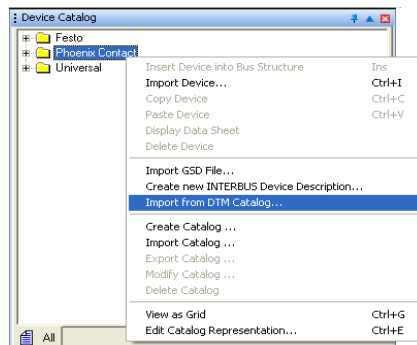 Device Catalog
Festo
Phoenix Contact
Universal
Insert Device into Bus Structure Ins
Import Device... Ctrl+I
Copy Device Ctrl+C
Paste Device Ctrl+V
Display Data Sheet
Delete Device
Import GSD File...
Create new INTERBUS Device Description...
Import from DTM Catalog...
Create Catalog ...
Import Catalog ...
Export Catalog ...
Modify Catalog ...
Delete Catalog
View as Grid Ctrl+G
Edit Catalog Representation... Ctrl+E
All